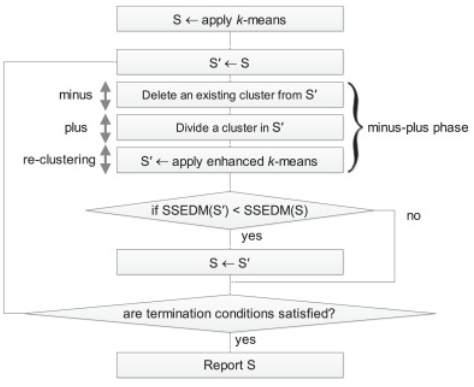 S ← apply k-means
S′ ← S
minus
Delete an existing cluster from S′
plus
Divide a cluster in S′
minus-plus phase
re-clustering
S′ ← apply enhanced k-means
if SSEDM(S′) < SSEDM(S)
no
yes
S ← S′
are termination conditions satisfied?
yes
Report S